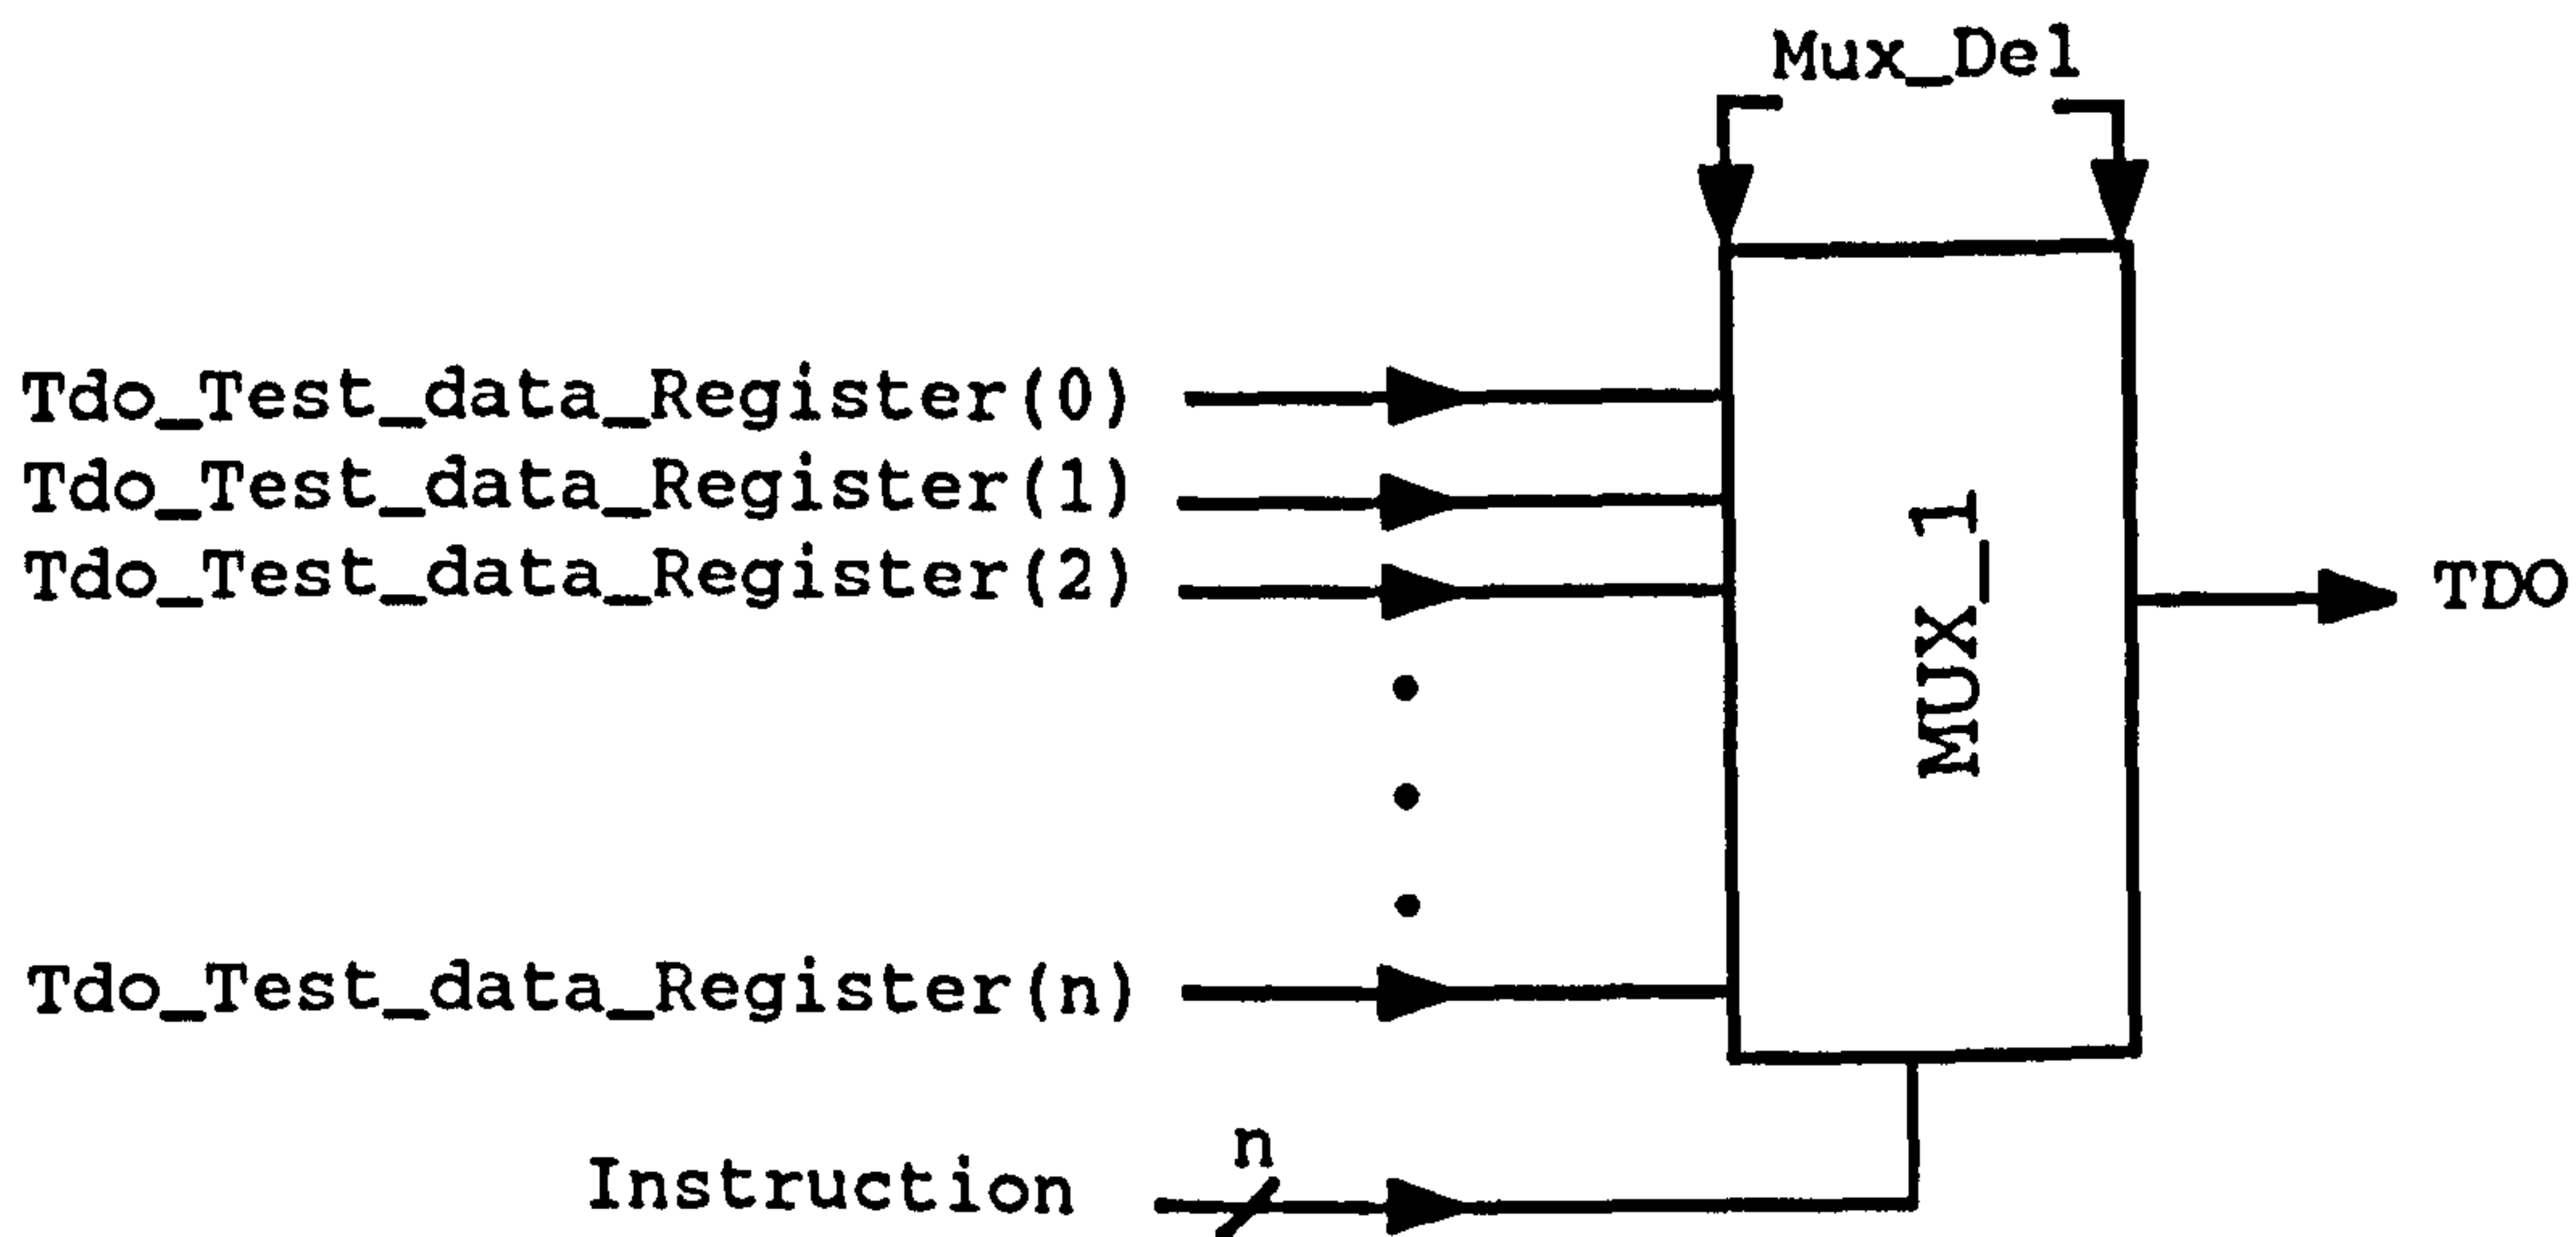 Mux_Del
Tdo_Test_data_Register(0)
Tdo_Test_data_Register(1)
Tdo_Test_data_Register(2)
MUX_1
TDO
Tdo_Test_data_Register(n)
n
Instruction